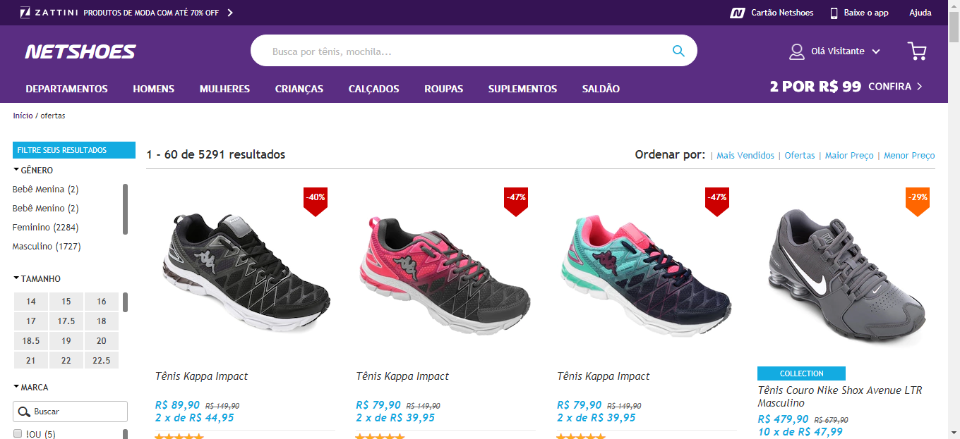 ZATTINI PRODUTOS DE MODA COM ATÉ 70% OFF
Cartão Netshoes
Baixe o app
Ajuda
NETSHOES
Busca por tênis, mochila...
Olá Visitante
DEPARTAMENTOS HOMENS MULHERES CRIANÇAS CALÇADOS ROUPAS SUPLEMENTOS SALDÃO
2 POR R$ 99 CONFIRA
Início / ofertas
FILTRE SEUS RESULTADOS
GÊNERO
Bebê Menina (2)
Bebê Menino (2)
Feminino (2284)
Masculino (1727)
TAMANHO
14 15 16
17 17.5 18
18.5 19 20
21 22 22.5
MARCA
Buscar
!OU (5)
1 - 60 de 5291 resultados
Ordenar por: | Mais Vendidos | Ofertas | Maior Preço | Menor Preço
-40%
Tênis Kappa Impact
R$ 89,90 R$ 149,90
2 x de R$ 44,95
-47%
Tênis Kappa Impact
R$ 79,90 R$ 149,90
2 x de R$ 39,95
-47%
Tênis Kappa Impact
R$ 79,90 R$ 149,90
2 x de R$ 39,95
-29%
COLLECTION
Tênis Couro Nike Shox Avenue LTR
Masculino
R$ 479,90 R$ 679,90
10 x de R$ 47,99